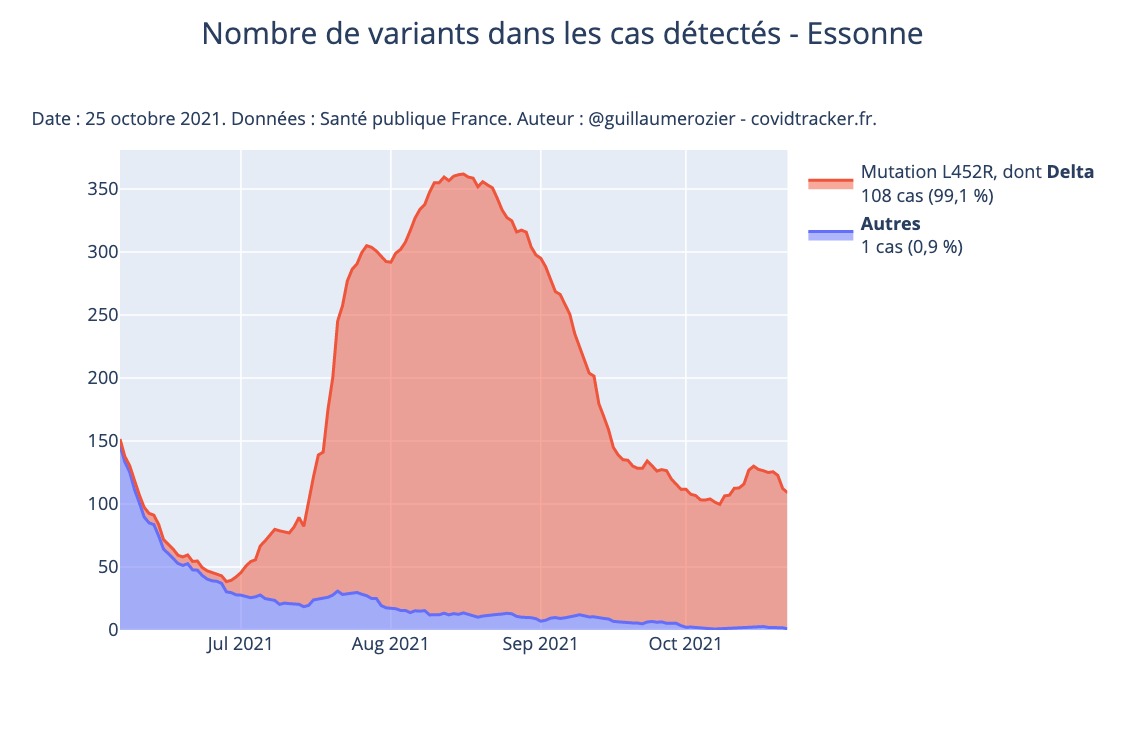 Nombre de variants dans les cas détectés - Essonne
Date : 25 octobre 2021. Données : Santé publique France. Auteur : @guillaumerozier - covidtracker.fr.
Mutation L452R, dont Delta
108 cas (99,1 %)
Autres
1 cas (0,9 %)
350
300
250
200
150
100
50
0
Jul 2021 Aug 2021 Sep 2021 Oct 2021